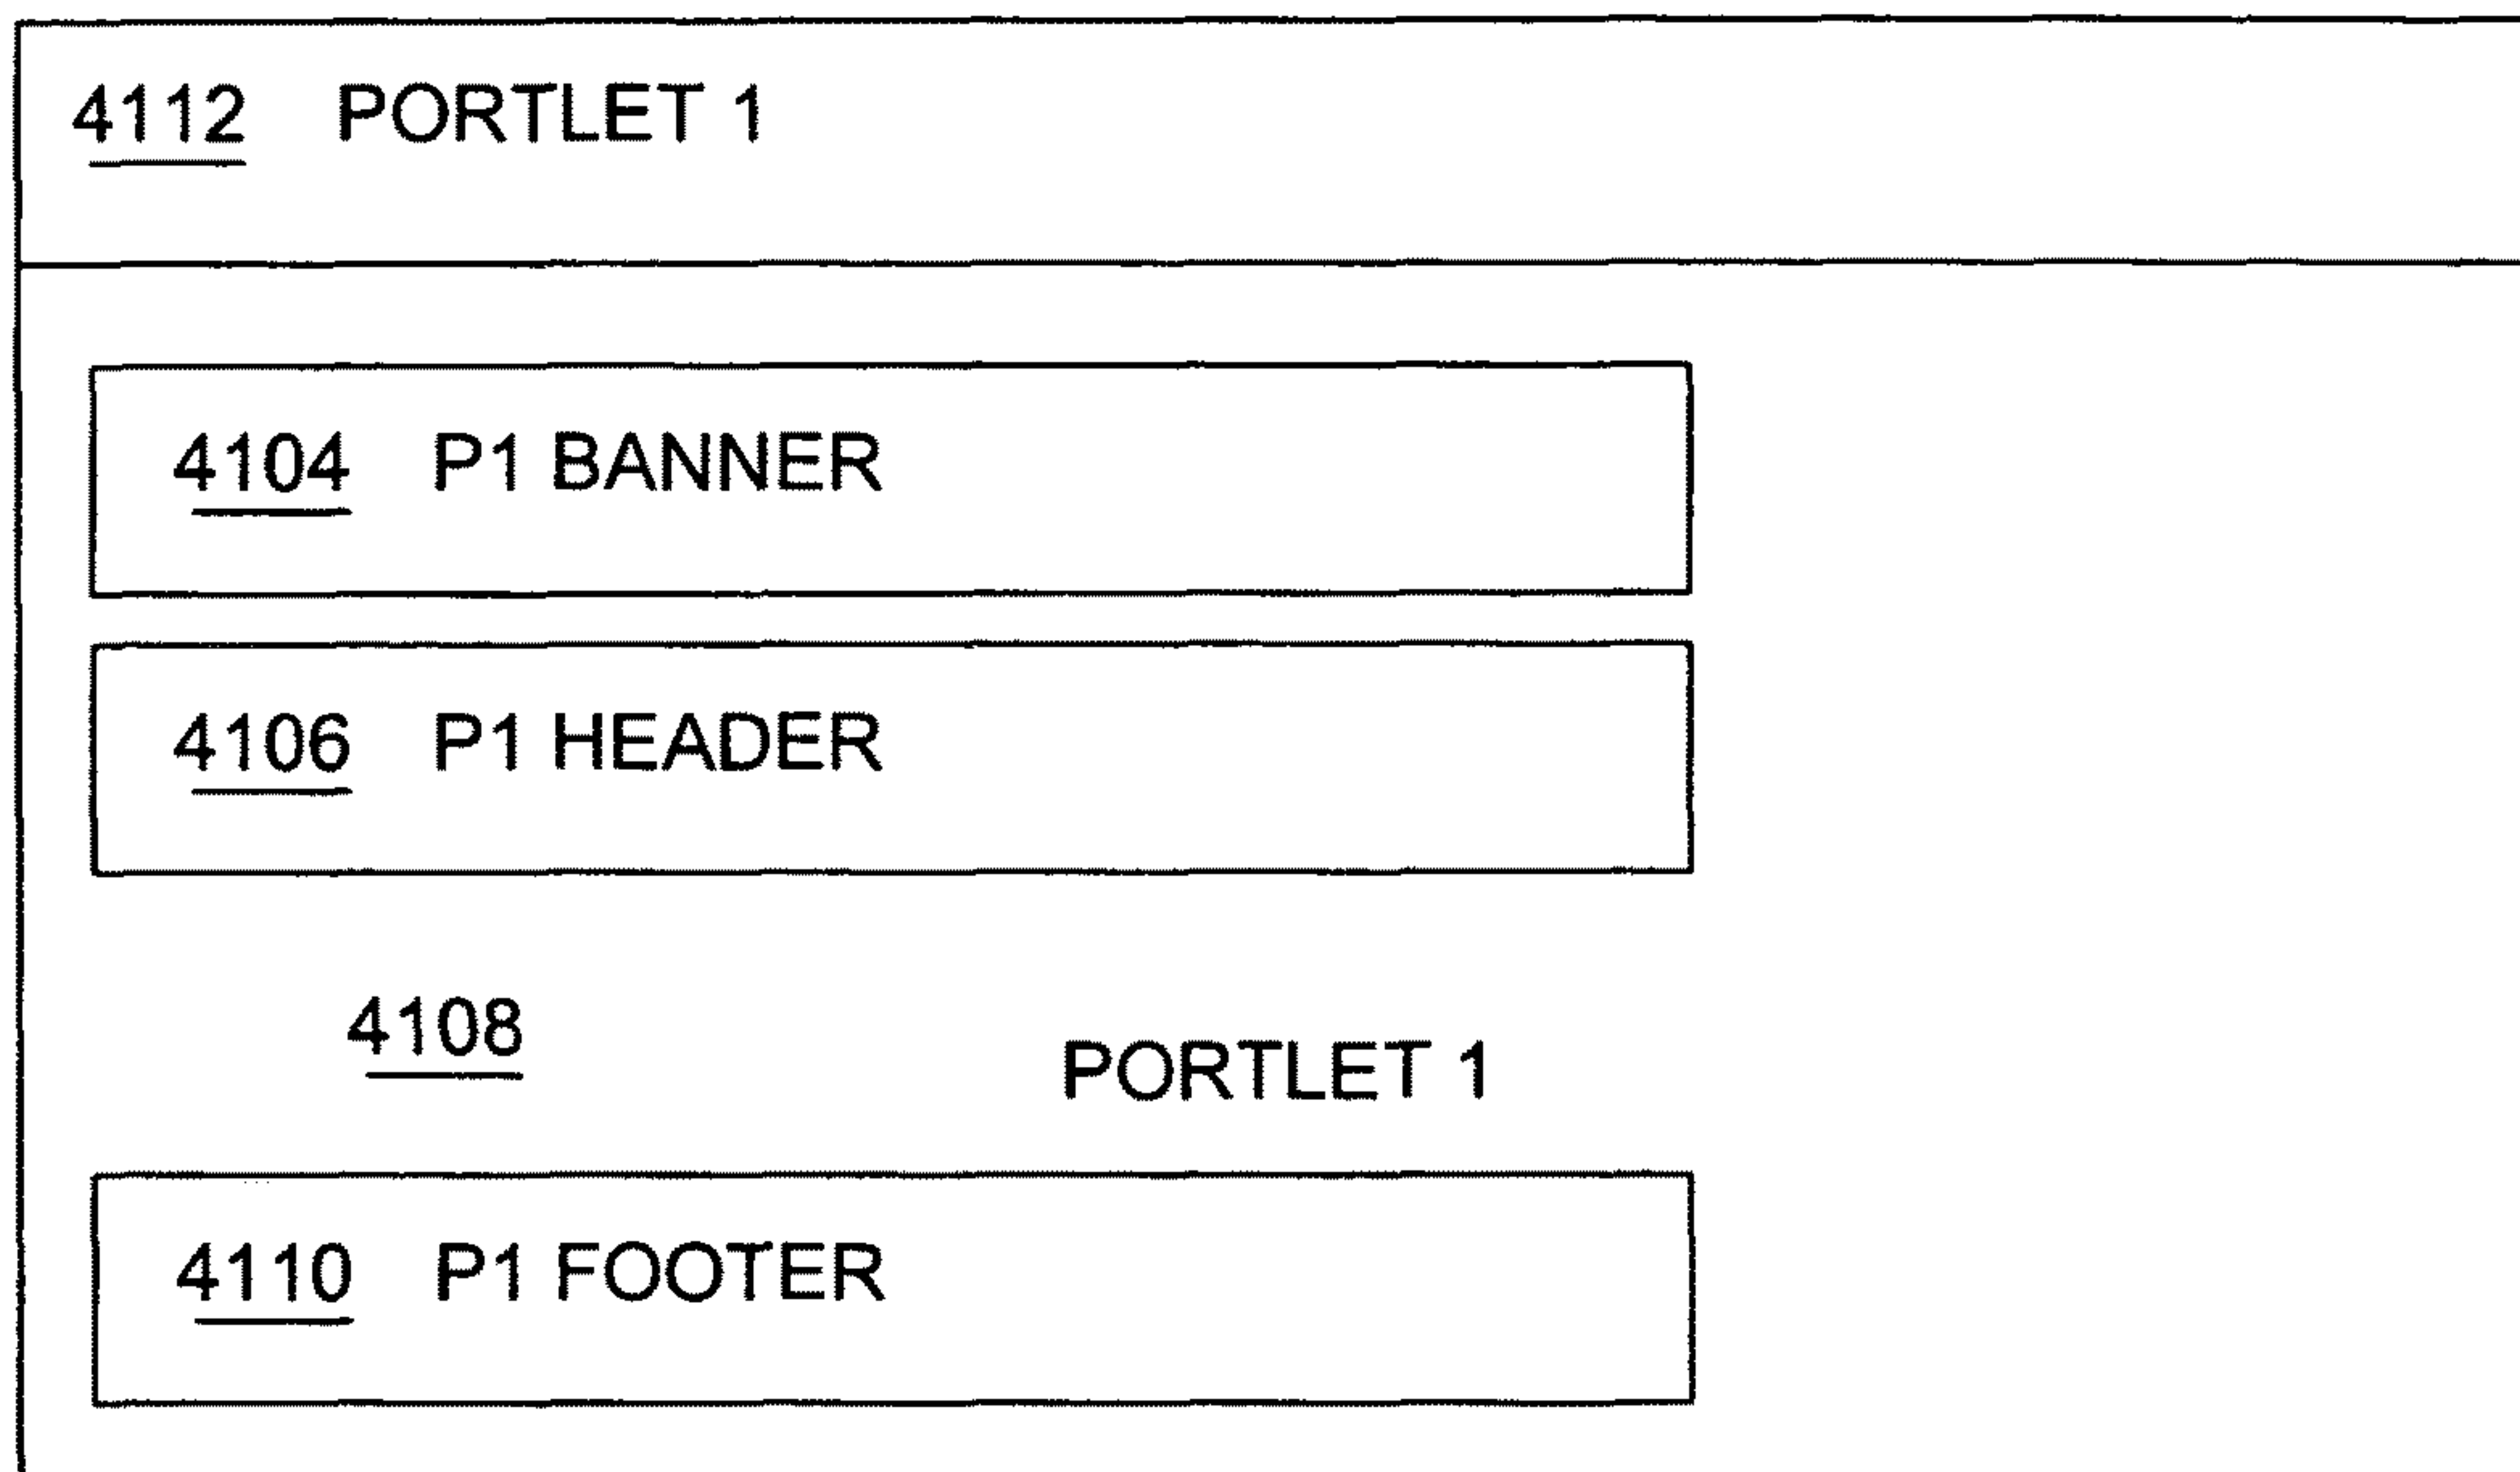 4112 PORTLET 1
4104 P1 BANNER
4106 P1 HEADER
4108 PORTLET 1
4110 P1 FOOTER